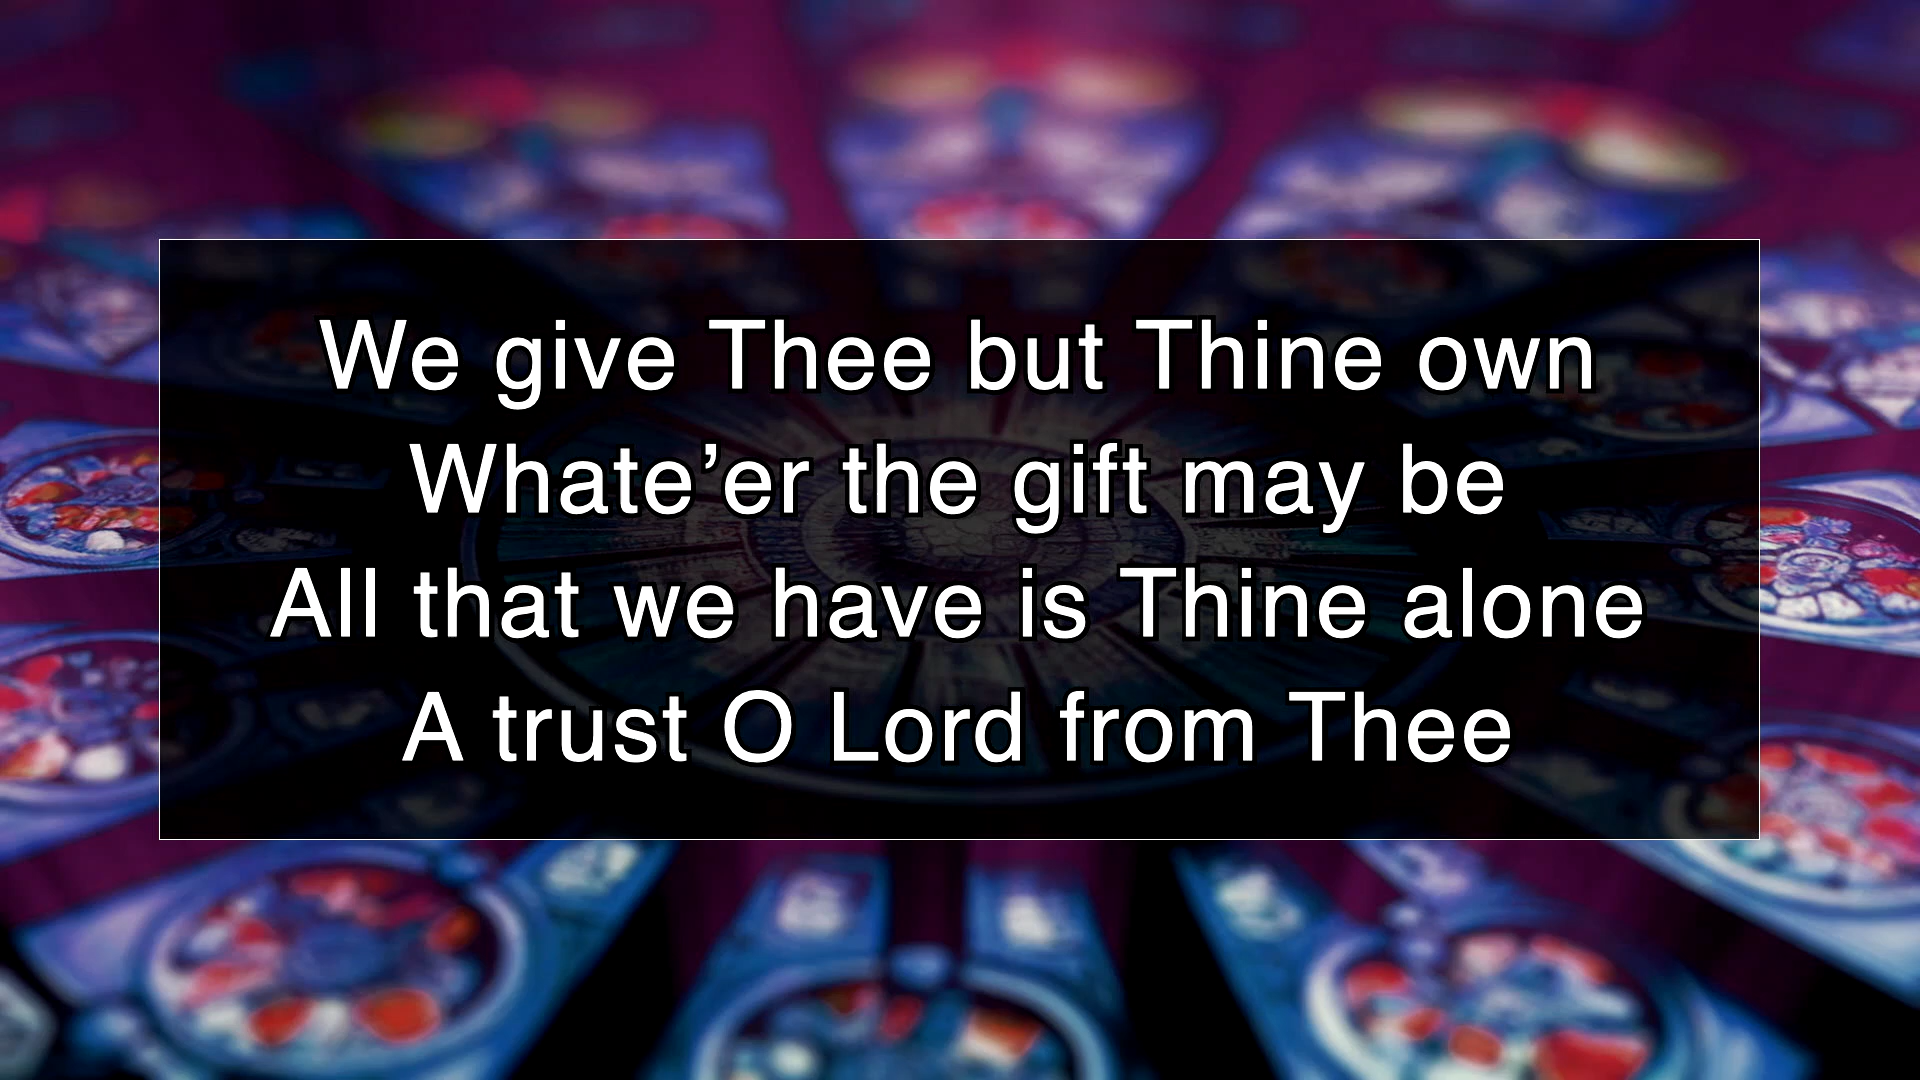 We give Thee but Thine own
Whate’er the gift may be
All that we have is Thine alone
A trust O Lord from Thee